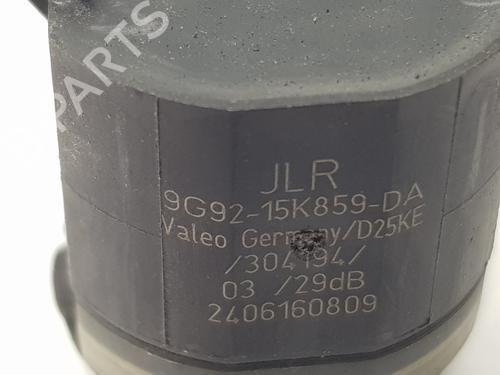 PARTS
JLR
9G92-15K859-DA
Valeo Germany/D25KE
/304194/
03 /29dB
2406160809